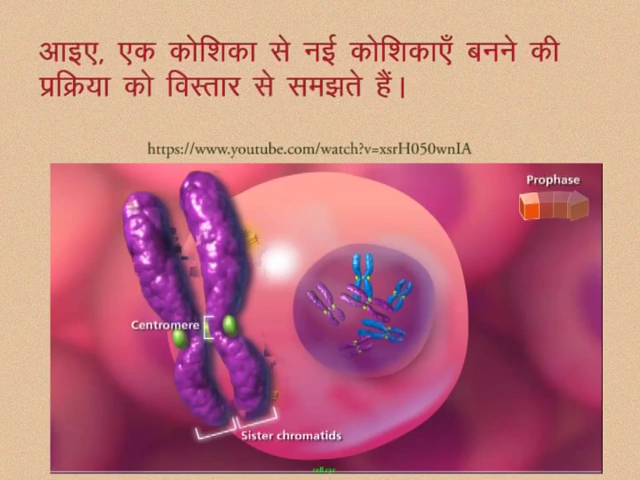 आइए, एक कोशिका से नई कोशिकाएँ बनने की
प्रक्रिया को विस्तार से समझते हैं।
https://www.youtube.com/watch?v=xsrH050wnIA
Prophase
Centromere
Sister chromatids